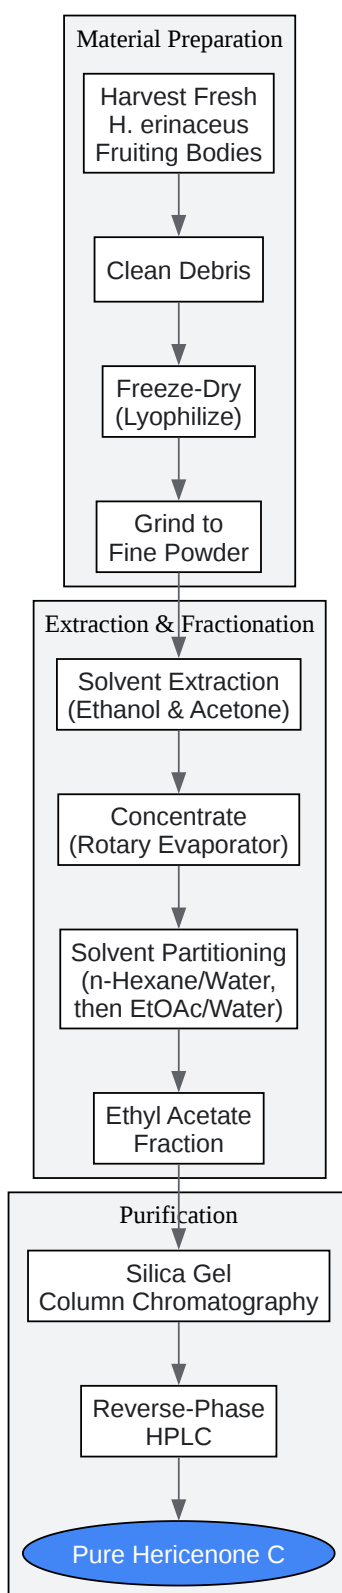 Material Preparation
Harvest Fresh
H. erinaceus
Fruiting Bodies
Clean Debris
Freeze-Dry
(Lyophilize)
Grind to
Fine Powder
Extraction & Fractionation
Solvent Extraction
(Ethanol & Acetone)
Concentrate
(Rotary Evaporator)
Solvent Partitioning
(n-Hexane/Water,
then EtOAc/Water)
Ethyl Acetate
Fraction
Purification
Silica Gel
Column Chromatography
Reverse-Phase
HPLC
Pure Hericenone C